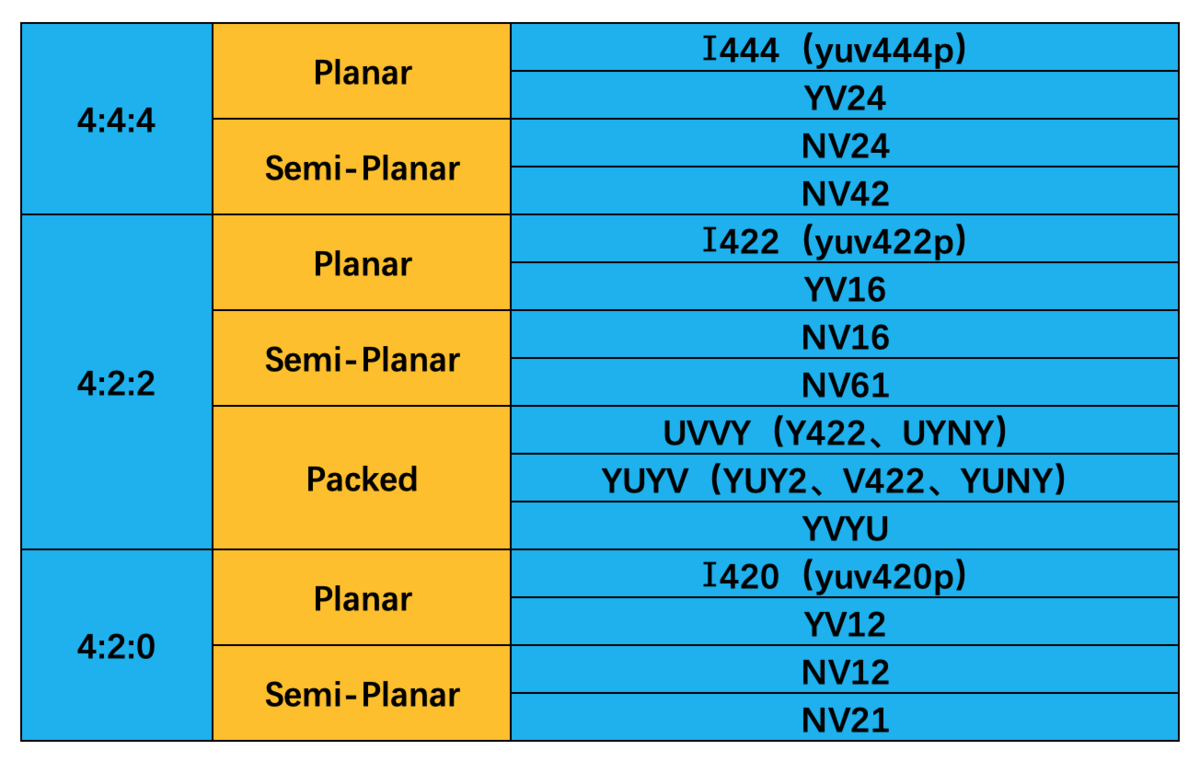 4:4:4
Planar
I444（yuv444p）
YV24
Semi-Planar
NV24
NV42
4:2:2
Planar
I422（yuv422p）
YV16
Semi-Planar
NV16
NV61
Packed
UVVY（Y422、UYNY）
YUYV（YUY2、V422、YUNY）
YVYU
4:2:0
Planar
I420（yuv420p）
YV12
Semi-Planar
NV12
NV21